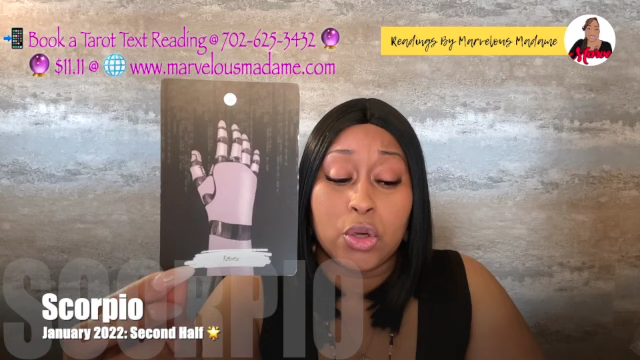 📲 Book a Tarot Text Reading @ 702-625-3432 🔮
🔮 $11.11 @ 🌐 www.marvelousmadame.com
Readings By Marvelous Madame
SCORPIO
Scorpio
January 2022: Second Half 🌟